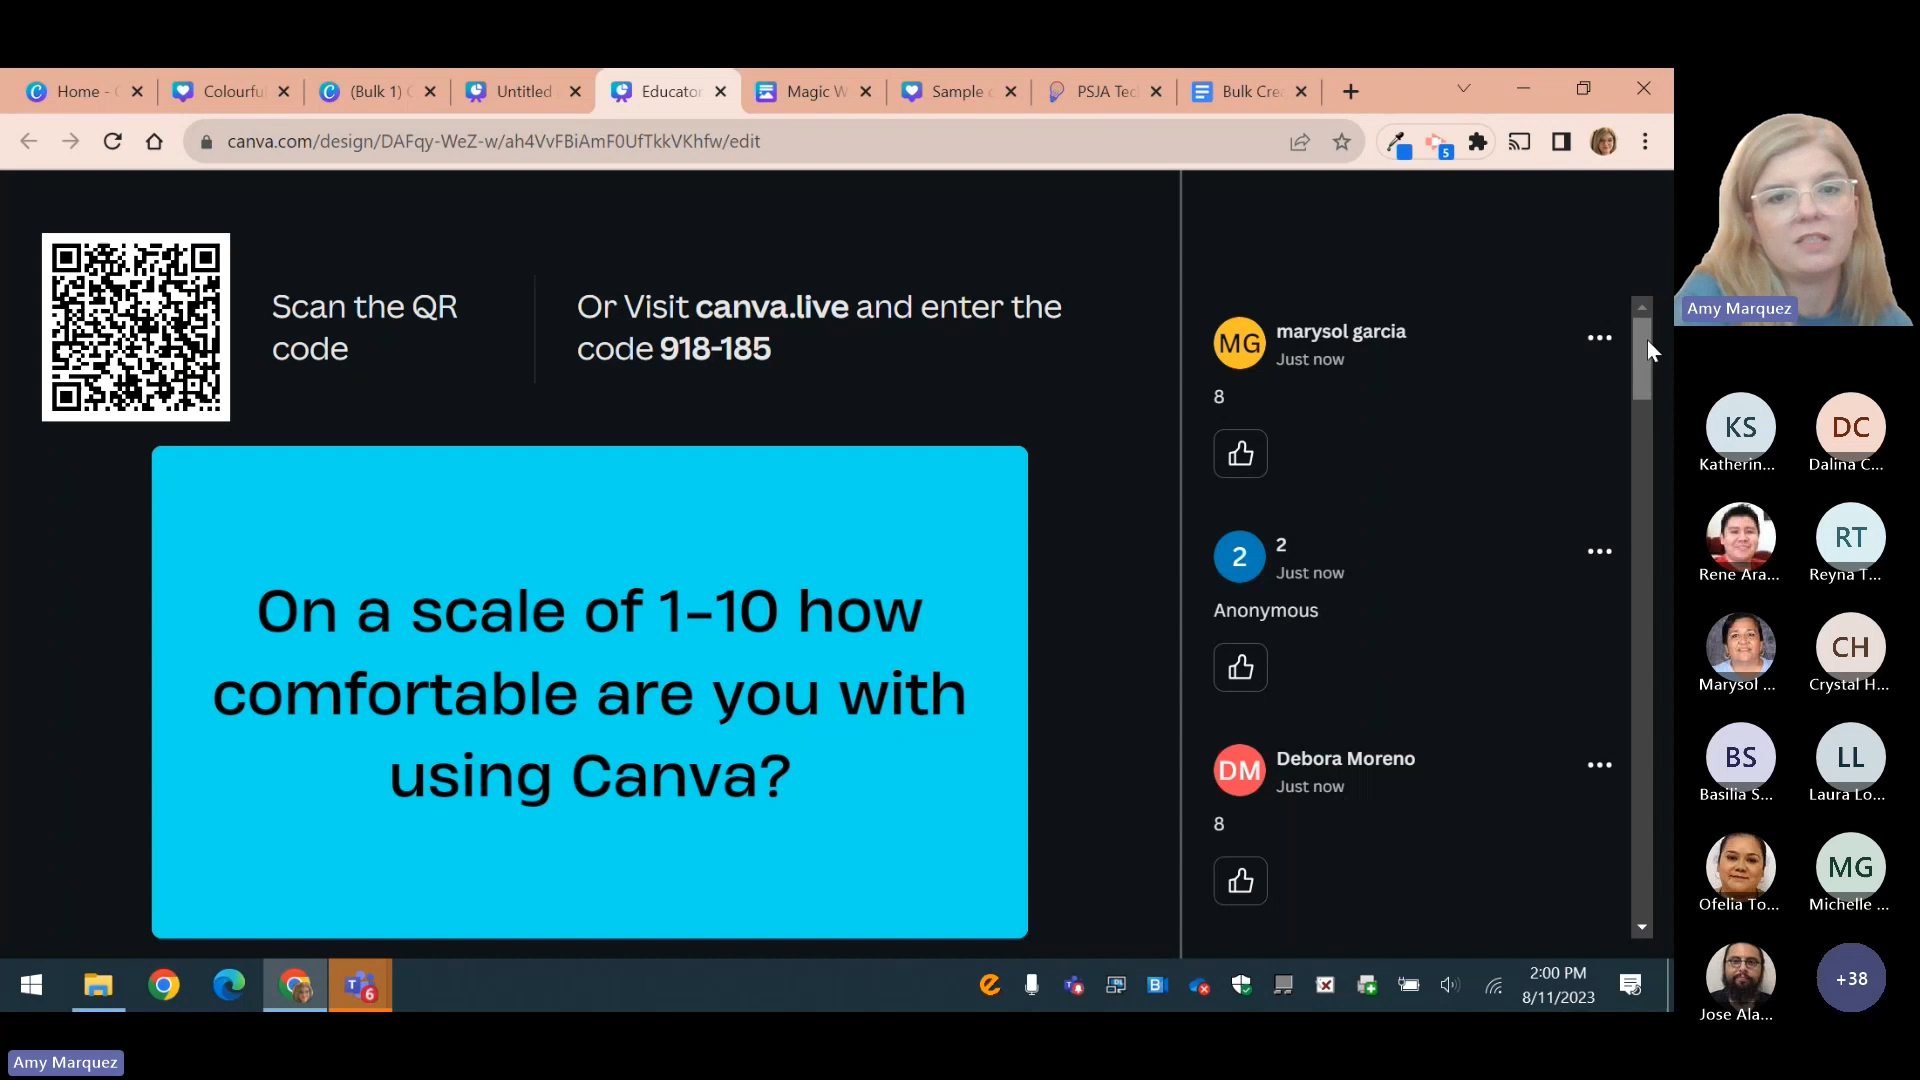 Home - C
Colourfu
(Bulk 1)
Untitled
Educator
Magic W
Sample
PSJA Tec
Bulk Crea
canva.com/design/DAFqy-WeZ-w/ah4VvFBiAmF0UfTkkVKhfw/edit
5
Scan the QR
code
Or Visit canva.live and enter the
code 918-185
On a scale of 1-10 how
comfortable are you with
using Canva?
MG
marysol garcia
Just now
8
2
2
Just now
Anonymous
DM
Debora Moreno
Just now
8
6
2:00 PM
8/11/2023
Amy Marquez
KS
Katherin...
DC
Dalina C...
Rene Ara...
RT
Reyna T...
Marysol ...
CH
Crystal H...
BS
Basilia S...
LL
Laura Lo...
Ofelia To...
MG
Michelle ...
Jose Ala...
+38
Amy Marquez